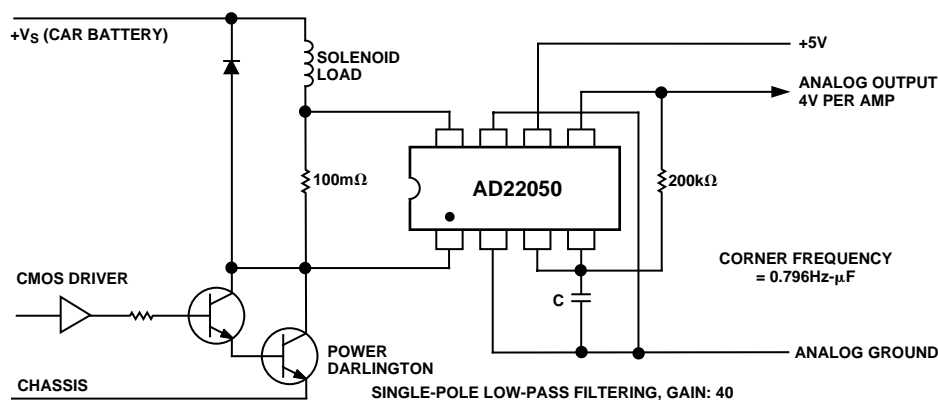 +VS (CAR BATTERY)
SOLENOID
LOAD
+5V
ANALOG OUTPUT
4V PER AMP
100mΩ
AD22050
200kΩ
CORNER FREQUENCY
= 0.796Hz-μF
CMOS DRIVER
C
POWER
DARLINGTON
ANALOG GROUND
CHASSIS
SINGLE-POLE LOW-PASS FILTERING, GAIN: 40